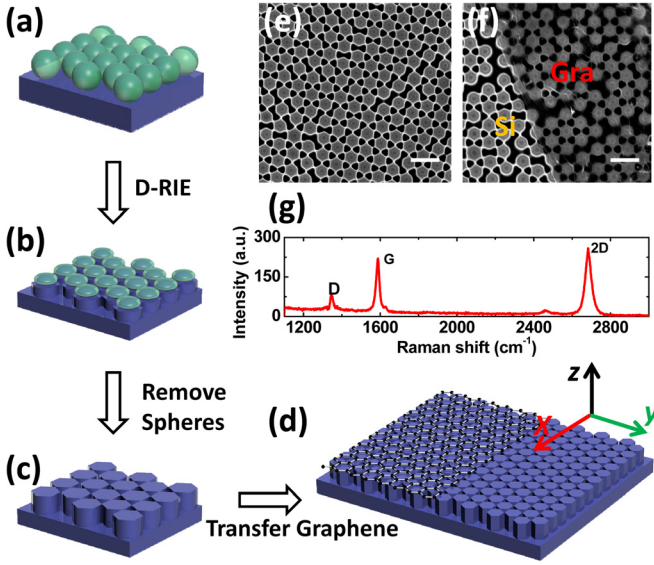 (a)
D-RIE
(b)
Remove
Spheres
(c)
Transfer Graphene
(d)
z
X
y
(e)
(f)
Gra
Si
(g)
Intensity (a.u.)
300
150
0
D
G
2D
1200 1600 2000 2400 2800
Raman shift (cm⁻¹)